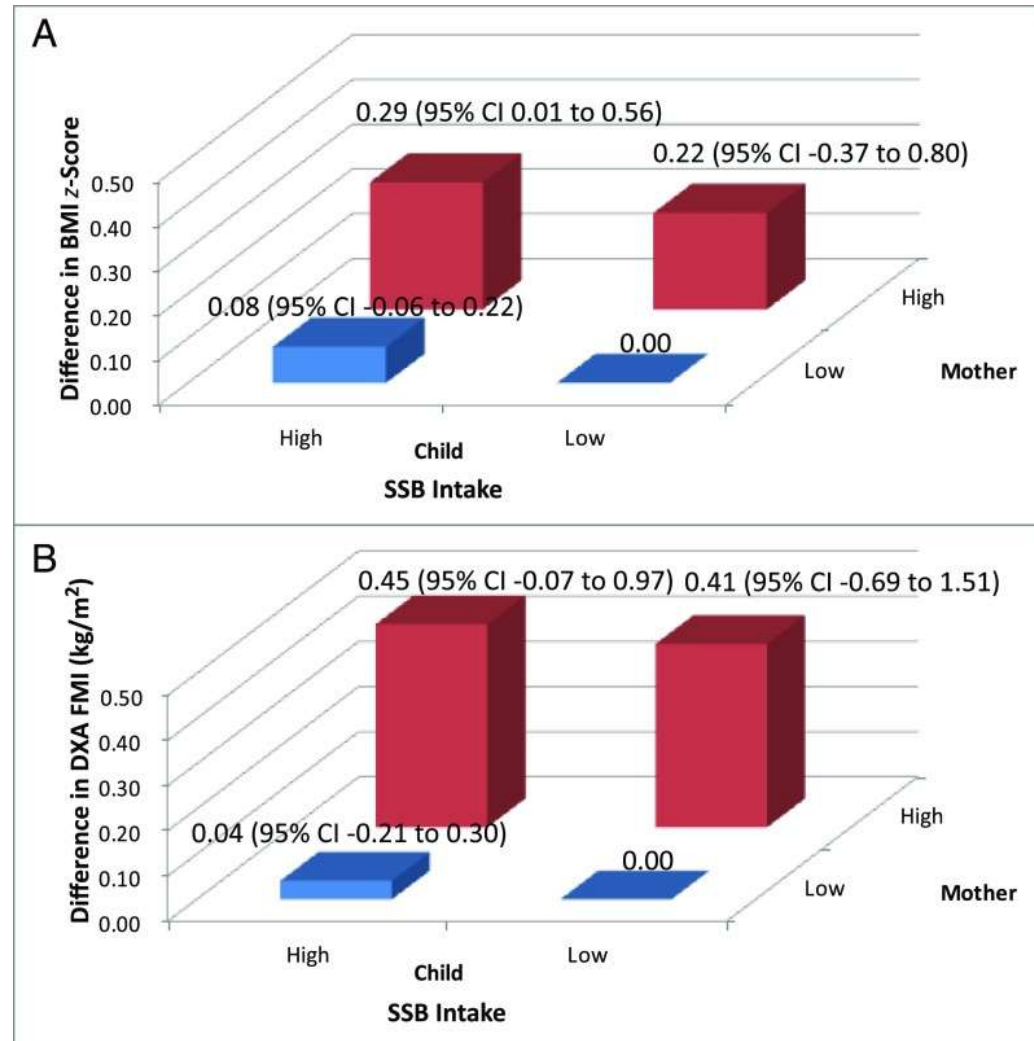 A
0.29 (95% CI 0.01 to 0.56)
0.22 (95% CI -0.37 to 0.80)
Difference in BMI z-Score
0.50
0.40
0.30
0.20
0.10
0.00
0.08 (95% CI -0.06 to 0.22)
0.00
High
Low
Mother
High
Low
Child
SSB Intake
B
0.45 (95% CI -0.07 to 0.97)
0.41 (95% CI -0.69 to 1.51)
Difference in DXA FMI (kg/m²)
0.50
0.40
0.30
0.20
0.10
0.00
0.04 (95% CI -0.21 to 0.30)
0.00
High
Low
Mother
High
Low
Child
SSB Intake